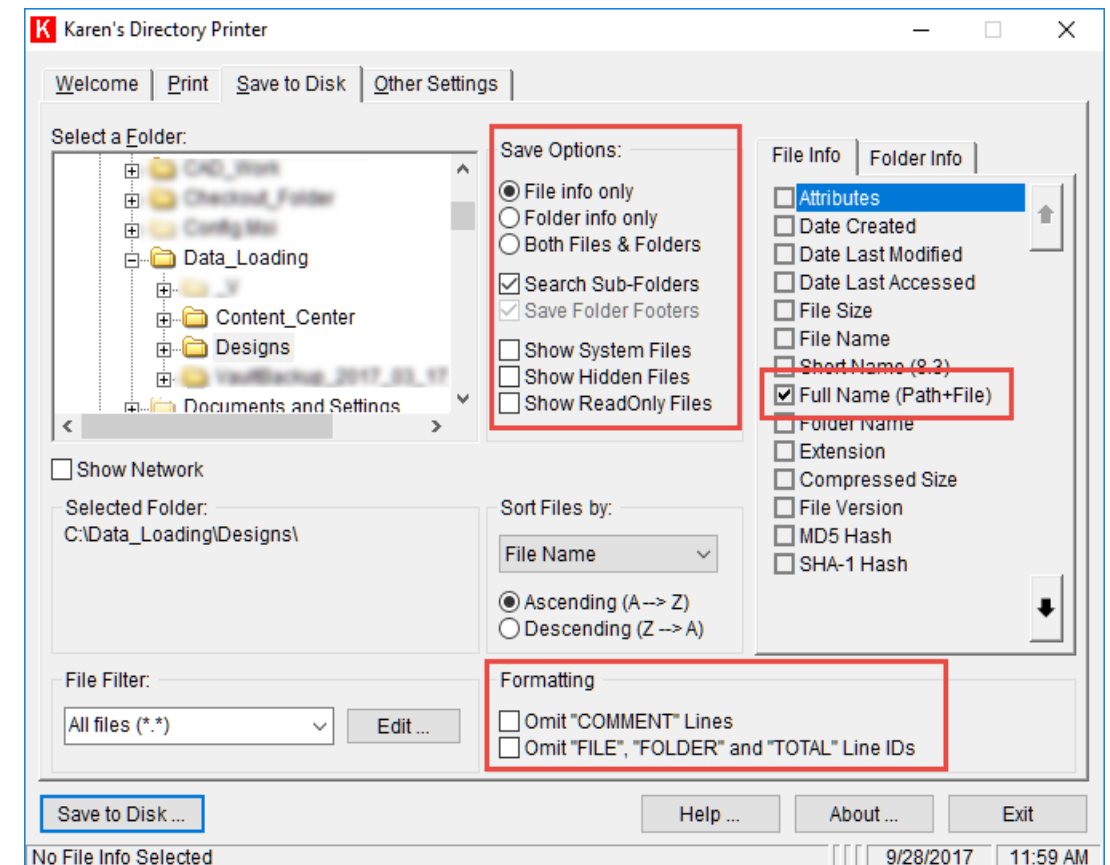 K Karen's Directory Printer
Welcome Print Save to Disk Other Settings
Select a Folder:
Data_Loading
Content_Center
Designs
Documents and Settings
Show Network
Selected Folder:
C:\Data_Loading\Designs\
File Filter:
All files (*.*)
Edit ...
Save Options:
File info only
Folder info only
Both Files & Folders
Search Sub-Folders
Save Folder Footers
Show System Files
Show Hidden Files
Show ReadOnly Files
Sort Files by:
File Name
Ascending (A--> Z)
Descending (Z --> A)
Formatting
Omit "COMMENT" Lines
Omit "FILE", "FOLDER" and "TOTAL" Line IDs
File Info Folder Info
Attributes
Date Created
Date Last Modified
Date Last Accessed
File Size
File Name
Short Name (8.3)
Full Name (Path+File)
Folder Name
Extension
Compressed Size
File Version
MD5 Hash
SHA-1 Hash
Save to Disk ... Help ... About ... Exit
No File Info Selected 9/28/2017 11:59 AM